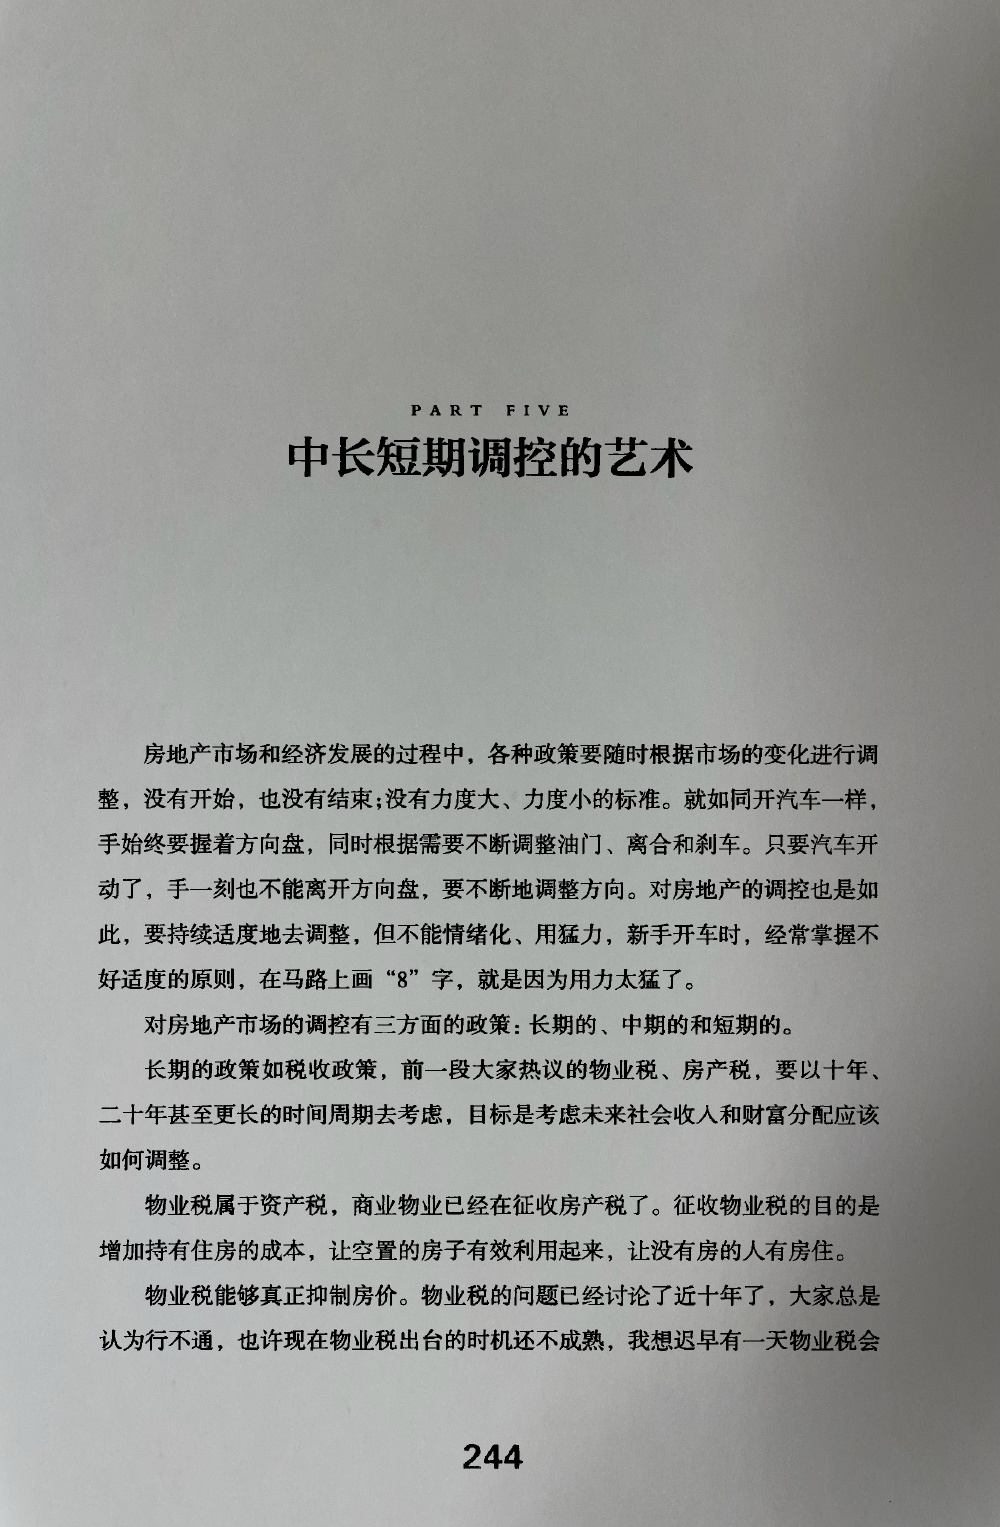 PART FIVE
中长短期调控的艺术
房地产市场和经济发展的过程中，各种政策要随时根据市场的变化进行调
整，没有开始，也没有结束；没有力度大、力度小的标准。就如同开汽车一样，
手始终要握着方向盘，同时根据需要不断调整油门、离合和刹车。只要汽车开
动了，手一刻也不能离开方向盘，要不断地调整方向。对房地产的调控也是如
此，要持续适度地去调整，但不能情绪化、用猛力，新手开车时，经常掌握不
好适度的原则，在马路上画“8”字，就是因为用力太猛了。
对房地产市场的调控有三方面的政策：长期的、中期的和短期的。
长期的政策如税收政策，前一段大家热议的物业税、房产税，要以十年、
二十年甚至更长的时间周期去考虑，目标是考虑未来社会收入和财富分配应该
如何调整。
物业税属于资产税，商业物业已经在征收房产税了。征收物业税的目的是
增加持有住房的成本，让空置的房子有效利用起来，让没有房的人有房住。
物业税能够真正抑制房价。物业税的问题已经讨论了近十年了，大家总是
认为行不通，也许现在物业税出台的时机还不成熟，我想迟早有一天物业税会
244